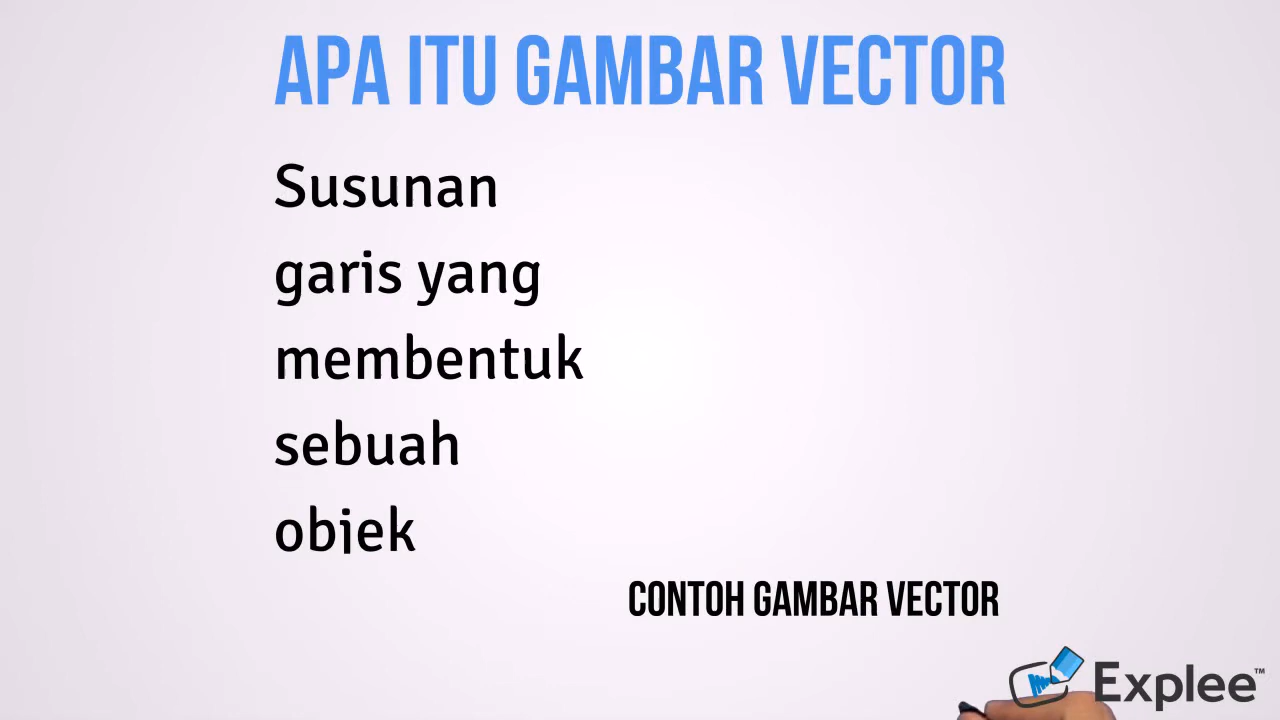 APA ITU GAMBAR VECTOR
Susunan
garis yang
membentuk
sebuah
objek
CONTOH GAMBAR VECTOR
Explee™